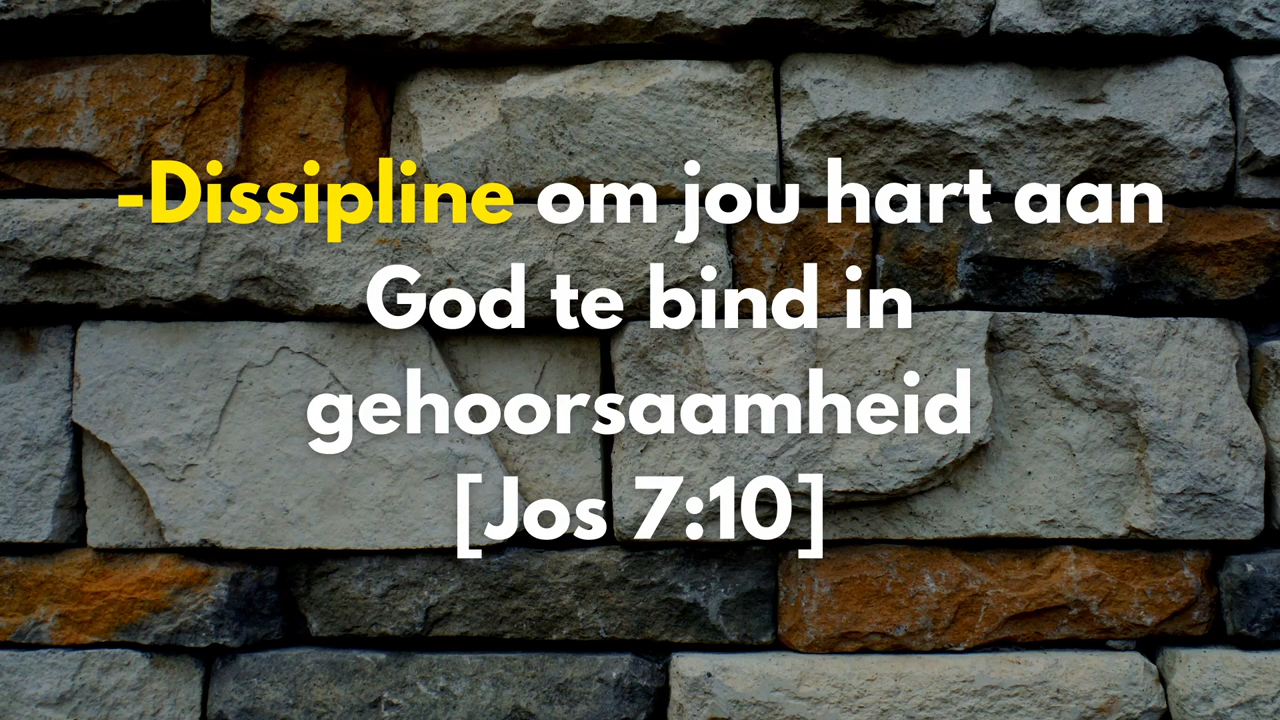 -Dissipline om jou hart aan
God te bind in
gehoorsaamheid
[Jos 7:10]